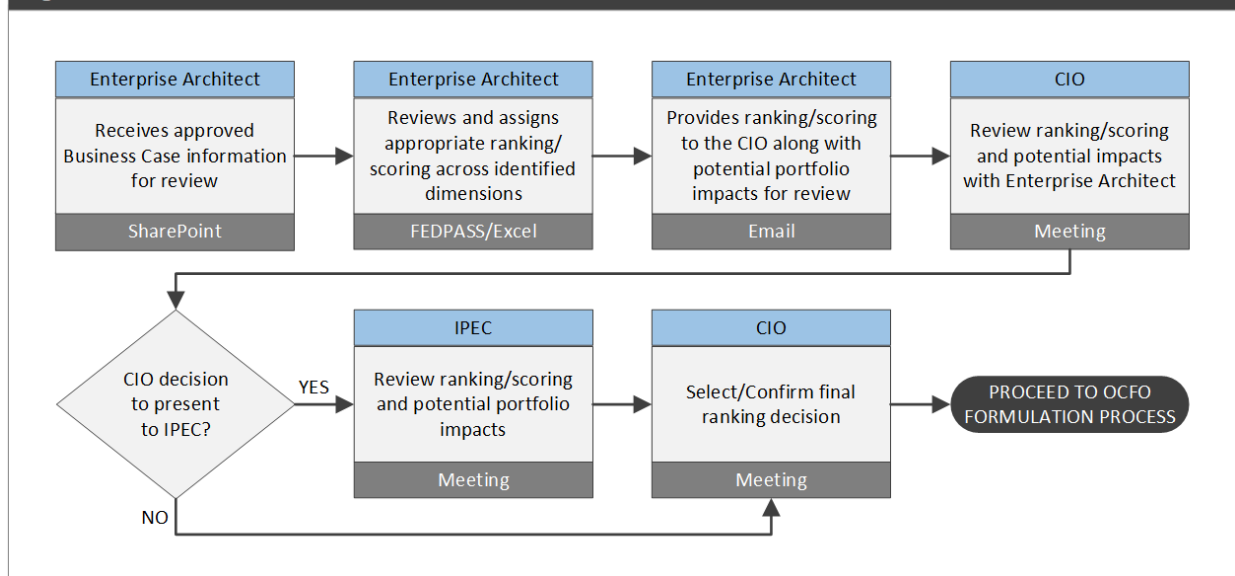 Enterprise Architect
Receives approved
Business Case information
for review
SharePoint
Enterprise Architect
Reviews and assigns
appropriate ranking/
scoring across identified
dimensions
FEDPASS/Excel
Enterprise Architect
Provides ranking/scoring
to the CIO along with
potential portfolio
impacts for review
Email
CIO
Review ranking/scoring
and potential impacts
with Enterprise Architect
Meeting
CIO decision
to present
to IPEC?
YES
NO
IPEC
Review ranking/scoring
and potential portfolio
impacts
Meeting
CIO
Select/Confirm final
ranking decision
Meeting
PROCEED TO OCFO
FORMULATION PROCESS